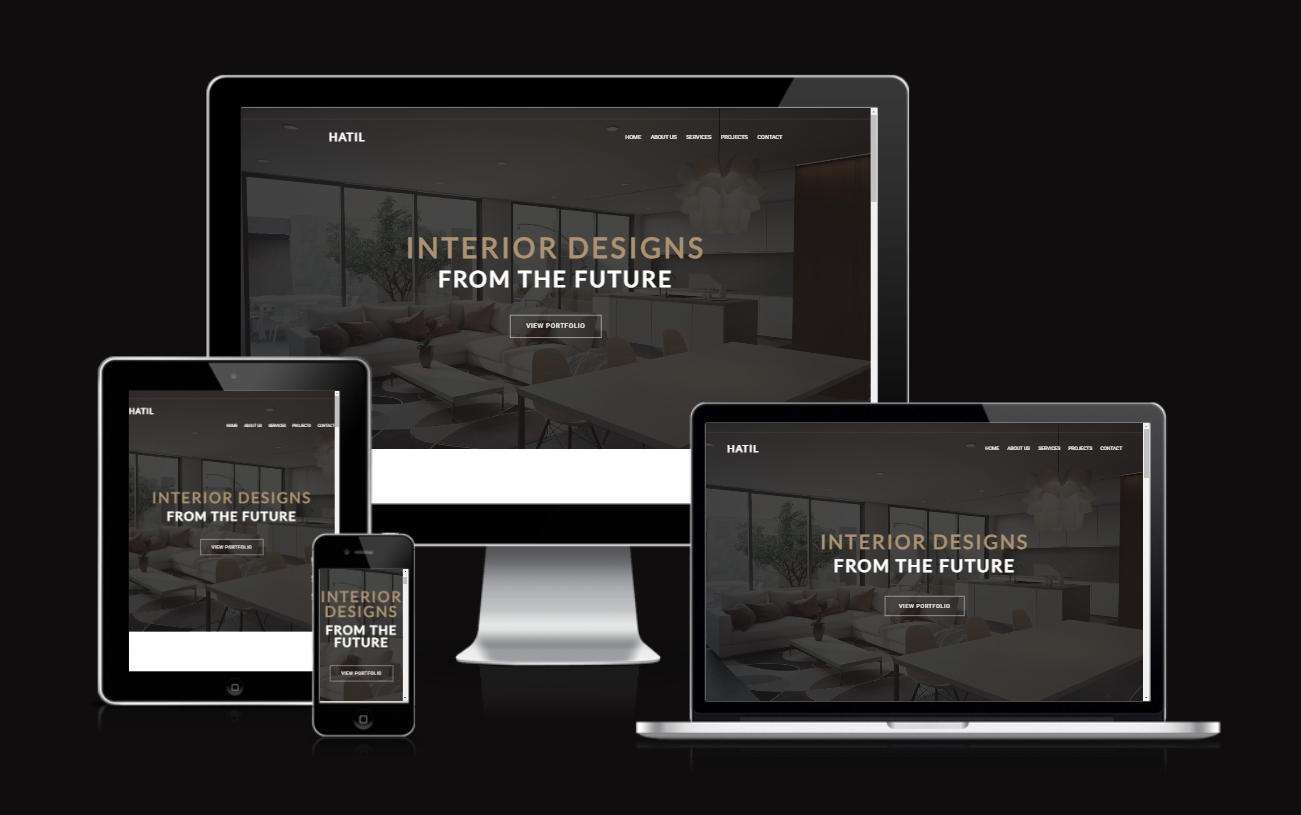 HATIL
HOME ABOUT US SERVICES PROJECTS CONTACT
INTERIOR DESIGNS
FROM THE FUTURE
VIEW PORTFOLIO
HATIL
HOME ABOUT US SERVICES PROJECTS CONTACT
INTERIOR DESIGNS
FROM THE FUTURE
VIEW PORTFOLIO
INTERIOR
DESIGNS
FROM THE
FUTURE
VIEW PORTFOLIO
HATIL
HOME ABOUT US SERVICES PROJECTS CONTACT
INTERIOR DESIGNS
FROM THE FUTURE
VIEW PORTFOLIO